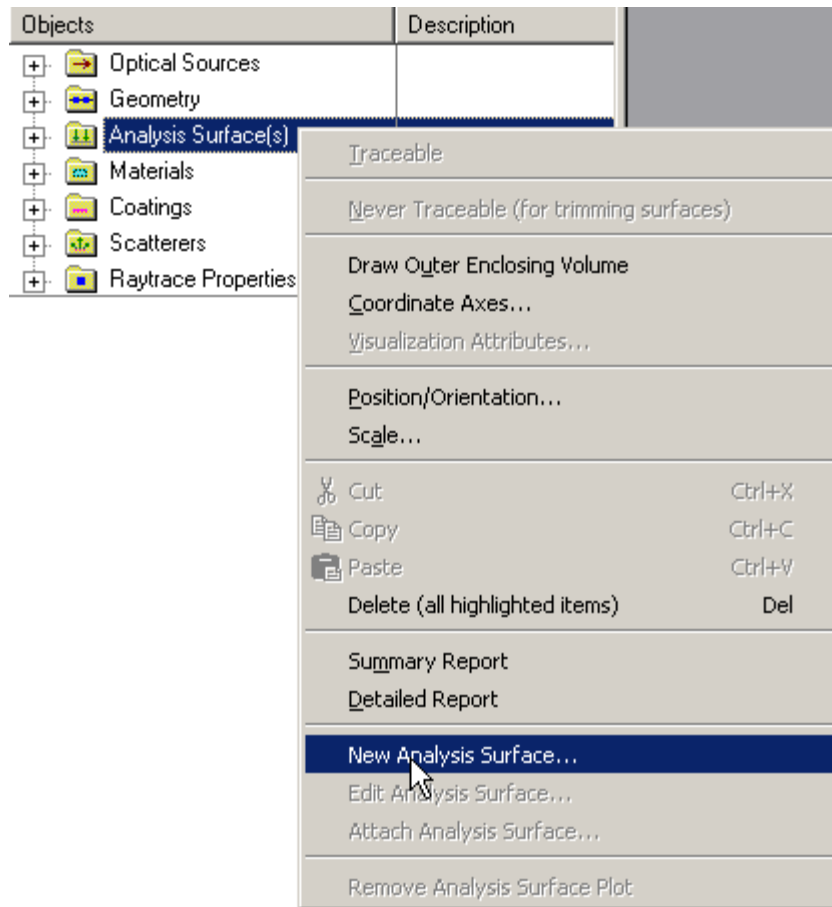 Objects Description
Optical Sources
Geometry
Analysis Surface(s)
Materials
Coatings
Scatterers
Raytrace Properties
Traceable
Never Traceable (for trimming surfaces)
Draw Outer Enclosing Volume
Coordinate Axes...
Visualization Attributes...
Position/Orientation...
Scale...
Cut Ctrl+X
Copy Ctrl+C
Paste Ctrl+V
Delete (all highlighted items) Del
Summary Report
Detailed Report
New Analysis Surface...
Edit Analysis Surface...
Attach Analysis Surface...
Remove Analysis Surface Plot